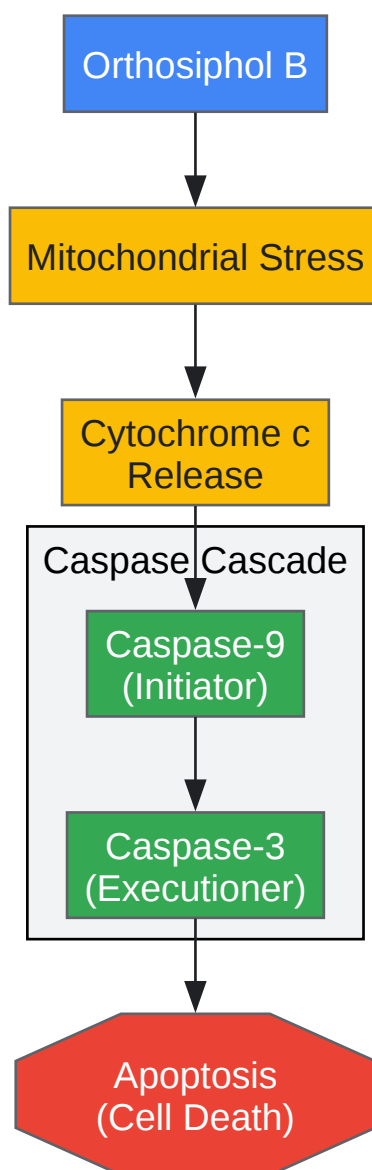 Orthosiphol B
Mitochondrial Stress
Cytochrome c
Release
Caspase Cascade
Caspase-9
(Initiator)
Caspase-3
(Executioner)
Apoptosis
(Cell Death)